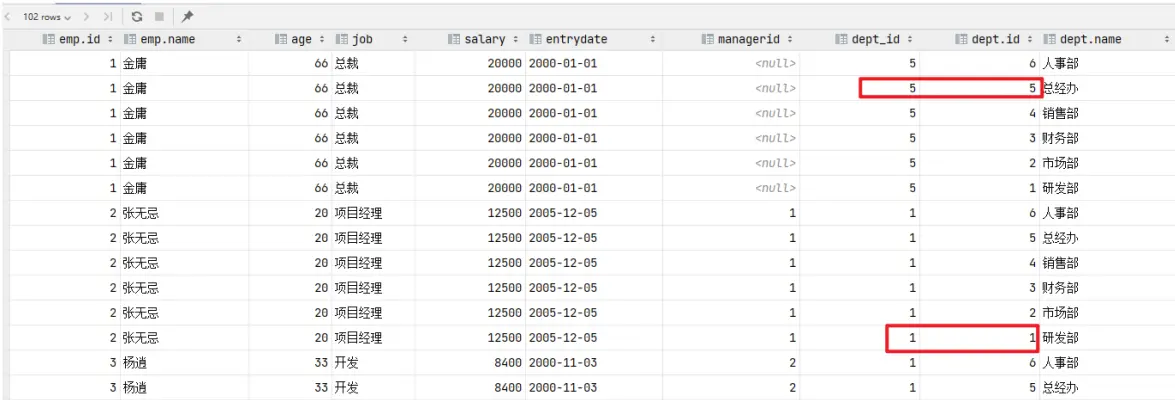 102 rows
emp.id emp.name age job salary entrydate managerid dept_id dept.id dept.name
1 金庸 66 总裁 20000 2000-01-01 <null> 5 6 人事部
1 金庸 66 总裁 20000 2000-01-01 <null> 5 5 总经办
1 金庸 66 总裁 20000 2000-01-01 <null> 5 4 销售部
1 金庸 66 总裁 20000 2000-01-01 <null> 5 3 财务部
1 金庸 66 总裁 20000 2000-01-01 <null> 5 2 市场部
1 金庸 66 总裁 20000 2000-01-01 <null> 5 1 研发部
2 张无忌 20 项目经理 12500 2005-12-05 1 1 6 人事部
2 张无忌 20 项目经理 12500 2005-12-05 1 1 5 总经办
2 张无忌 20 项目经理 12500 2005-12-05 1 1 4 销售部
2 张无忌 20 项目经理 12500 2005-12-05 1 1 3 财务部
2 张无忌 20 项目经理 12500 2005-12-05 1 1 2 市场部
2 张无忌 20 项目经理 12500 2005-12-05 1 1 1 研发部
3 杨逍 33 开发 8400 2000-11-03 2 1 6 人事部
3 杨逍 33 开发 8400 2000-11-03 2 1 5 总经办